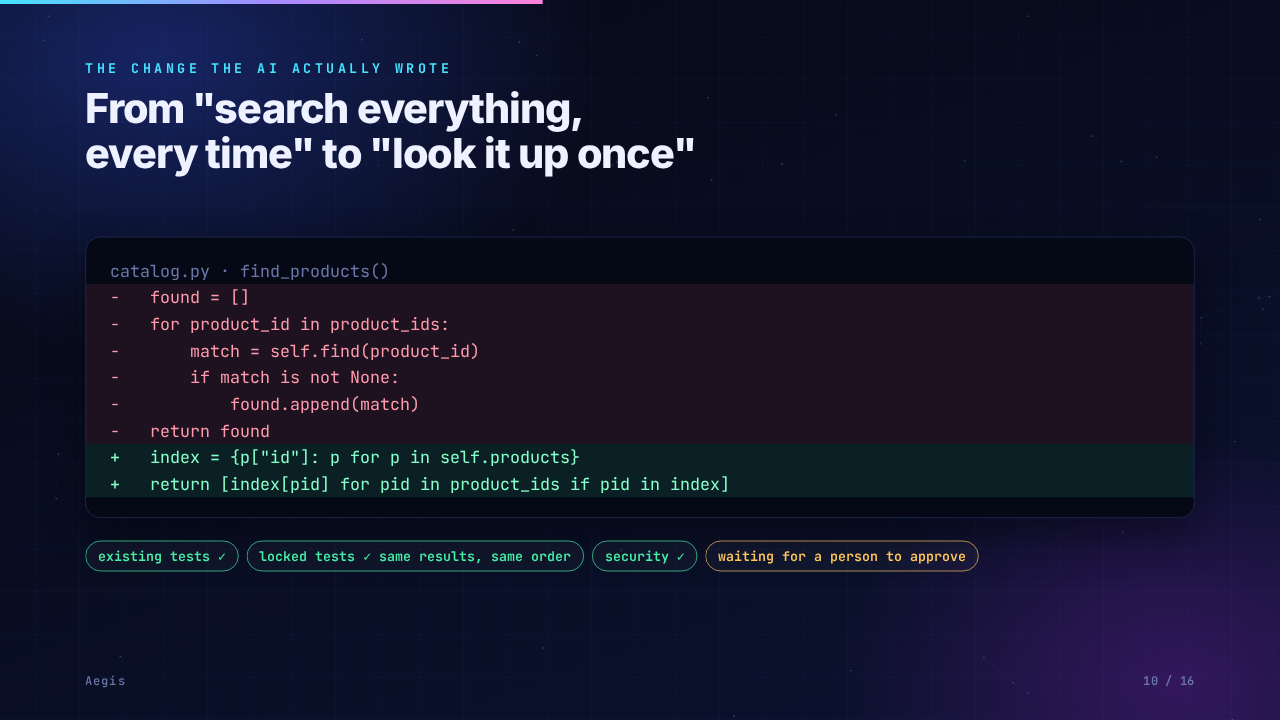 THE CHANGE THE AI ACTUALLY WROTE
From "search everything,
every time" to "look it up once"
catalog.py · find_products()
-   found = []
-   for product_id in product_ids:
-       match = self.find(product_id)
-       if match is not None:
-           found.append(match)
-   return found
+   index = {p["id"]: p for p in self.products}
+   return [index[pid] for pid in product_ids if pid in index]
existing tests ✓
locked tests ✓ same results, same order
security ✓
waiting for a person to approve
Aegis
10 / 16